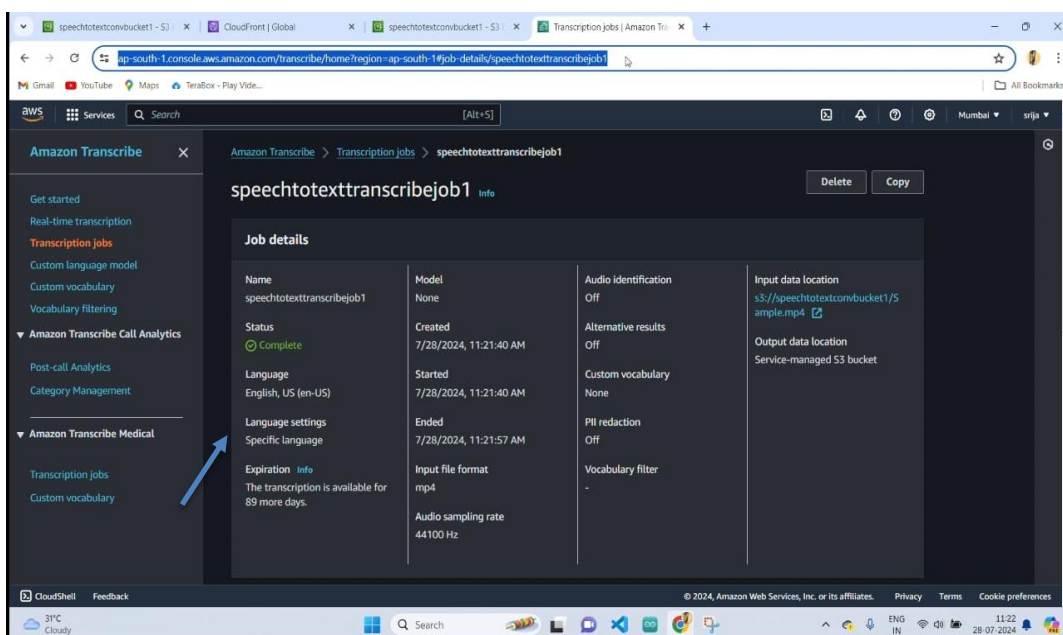 speechtotextconvbucket1 - S3
CloudFront | Global
speechtotextconvbucket1 - S3
Transcription jobs | Amazon Tra
ap-south-1.console.aws.amazon.com/transcribe/home?region=ap-south-1#job-details/speechtotexttranscribejob1
Gmail YouTube Maps TeraBox - Play Vide... All Bookmarks
aws Services Search [Alt+S] Mumbai srija
Amazon Transcribe
Get started
Real-time transcription
Transcription jobs
Custom language model
Custom vocabulary
Vocabulary filtering
Amazon Transcribe Call Analytics
Post-call Analytics
Category Management
Amazon Transcribe Medical
Transcription jobs
Custom vocabulary
Amazon Transcribe > Transcription jobs > speechtotexttranscribejob1
speechtotexttranscribejob1 Info
Delete Copy
Job details
Name
speechtotexttranscribejob1
Status
Complete
Language
English, US (en-US)
Language settings
Specific language
Expiration Info
The transcription is available for
89 more days.
Model
None
Created
7/28/2024, 11:21:40 AM
Started
7/28/2024, 11:21:40 AM
Ended
7/28/2024, 11:21:57 AM
Input file format
mp4
Audio sampling rate
44100 Hz
Audio identification
Off
Alternative results
Off
Custom vocabulary
None
PII redaction
Off
Vocabulary filter
-
Input data location
s3://speechtotextconvbucket1/S
ample.mp4
Output data location
Service-managed S3 bucket
CloudShell Feedback © 2024, Amazon Web Services, Inc. or its affiliates. Privacy Terms Cookie preferences
31°C
Cloudy
Search
ENG
IN
11:22
28-07-2024